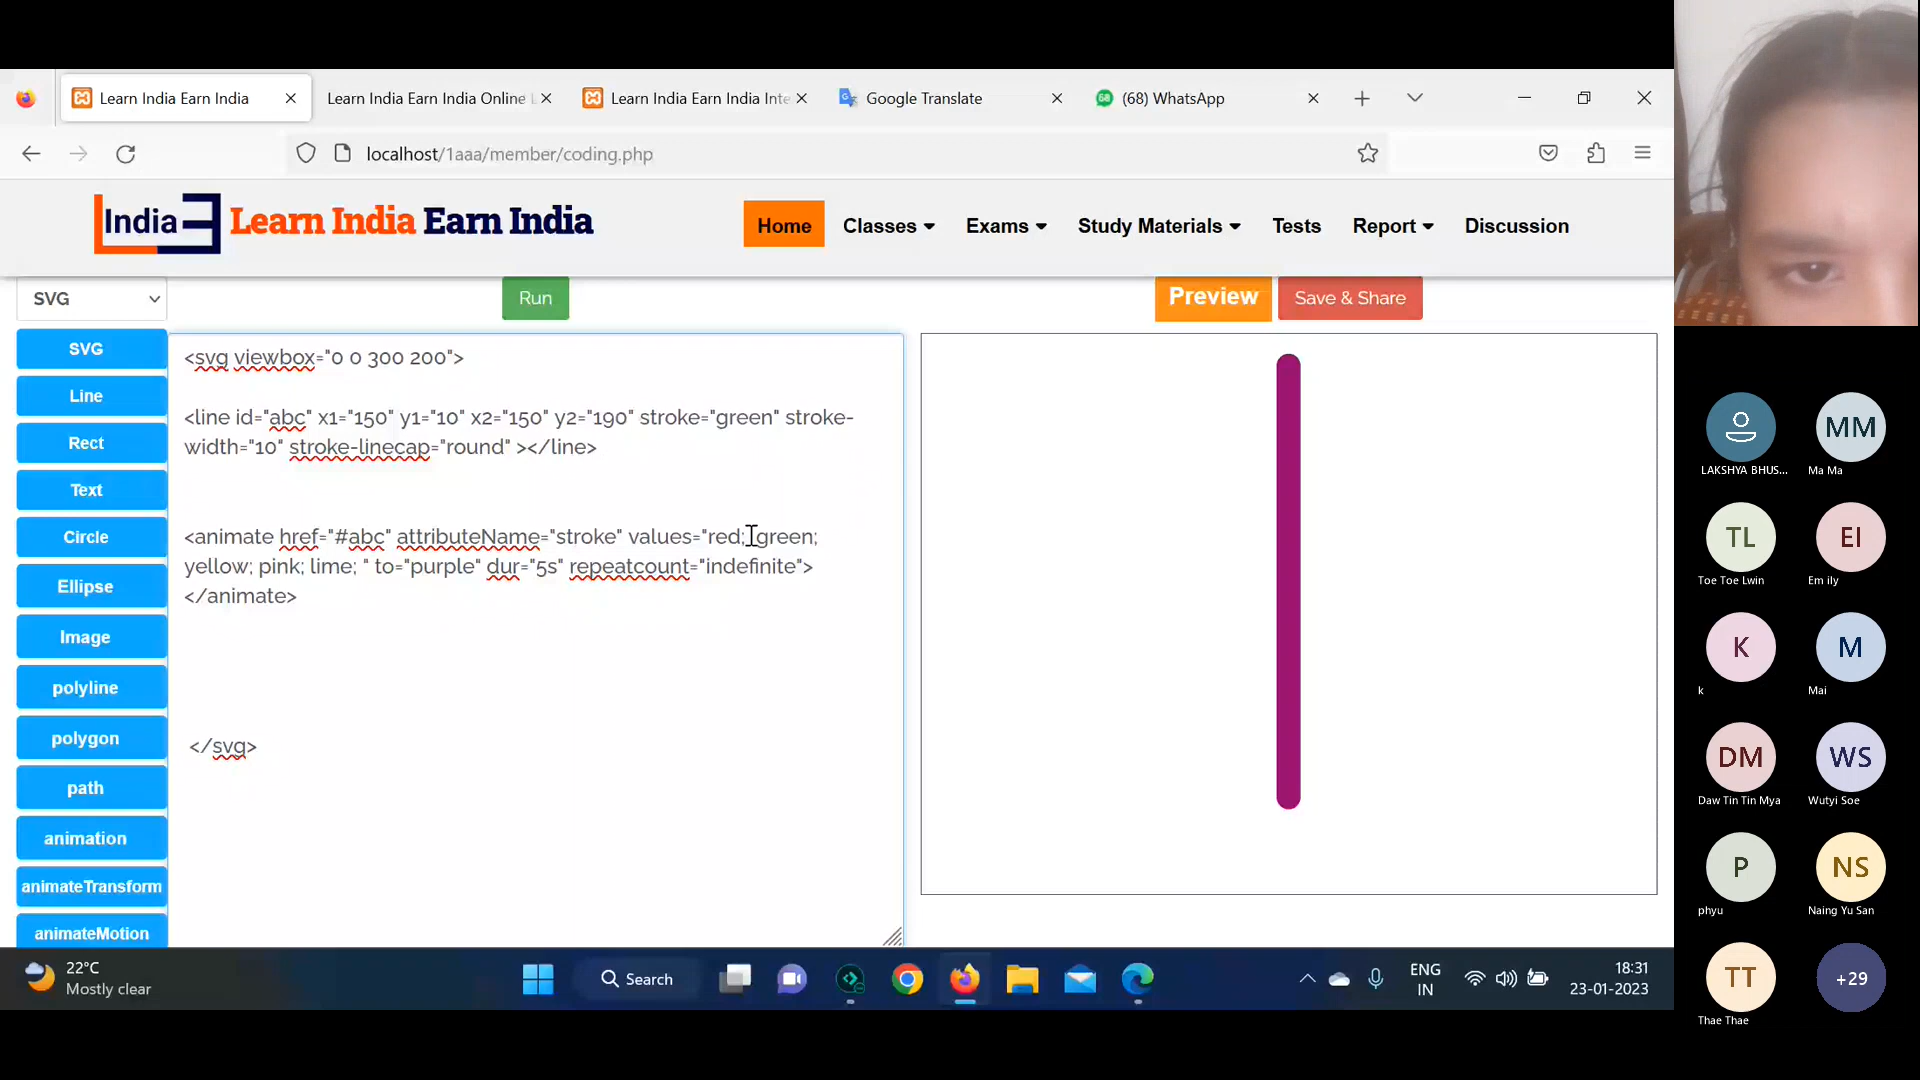 Learn India Earn India
Learn India Earn India Online
Learn India Earn India Inte
Google Translate
(68) WhatsApp
localhost/1aaa/member/coding.php
India
Learn India Earn India
Home
Classes
Exams
Study Materials
Tests
Report
Discussion
SVG
Run
Preview
Save & Share
SVG
Line
Rect
Text
Circle
Ellipse
Image
polyline
polygon
path
animation
animateTransform
animateMotion
<svg viewbox="0 0 300 200">
<line id="abc" x1="150" y1="10" x2="150" y2="190" stroke="green" stroke-
width="10" stroke-linecap="round" ></line>
<animate href="#abc" attributeName="stroke" values="red; green;
yellow; pink; lime; " to="purple" dur="5s" repeatcount="indefinite">
</animate>
</svg>
LAKSHYA BHUS...
MM
Ma Ma
TL
Toe Toe Lwin
EI
Em ily
K
k
M
Mai
DM
Daw Tin Tin Mya
WS
Wutyi Soe
P
phyu
NS
Naing Yu San
TT
Thae Thae
+29
22°C
Mostly clear
Search
ENG
IN
18:31
23-01-2023